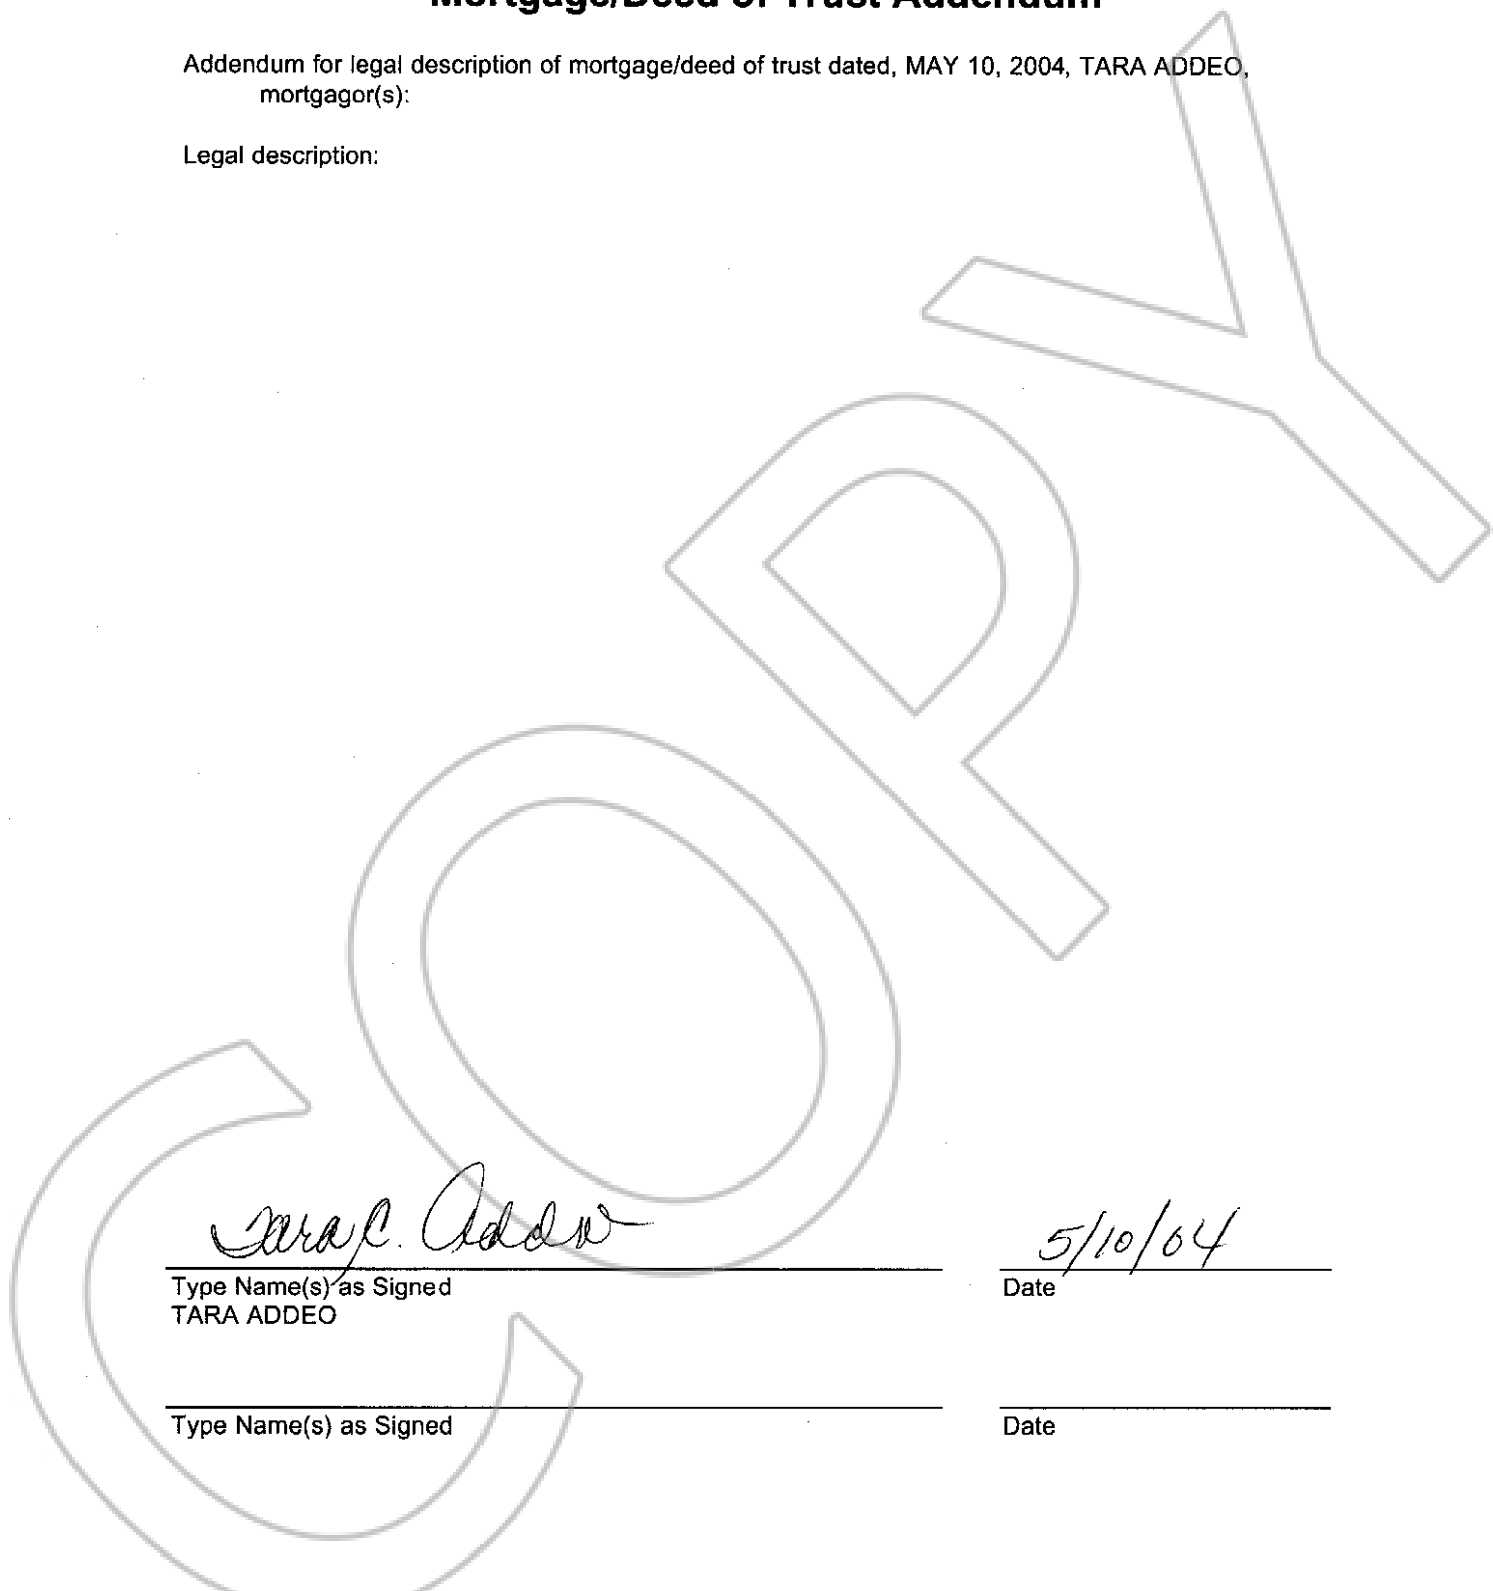 Mortgage/Deed of Trust Addendum
Addendum for legal description of mortgage/deed of trust dated, MAY 10, 2004, TARA ADDEO,
mortgagor(s):
Legal description:
COPY
Tara C. Addeo
5/10/04
Type Name(s) as Signed
Date
TARA ADDEO
Type Name(s) as Signed
Date